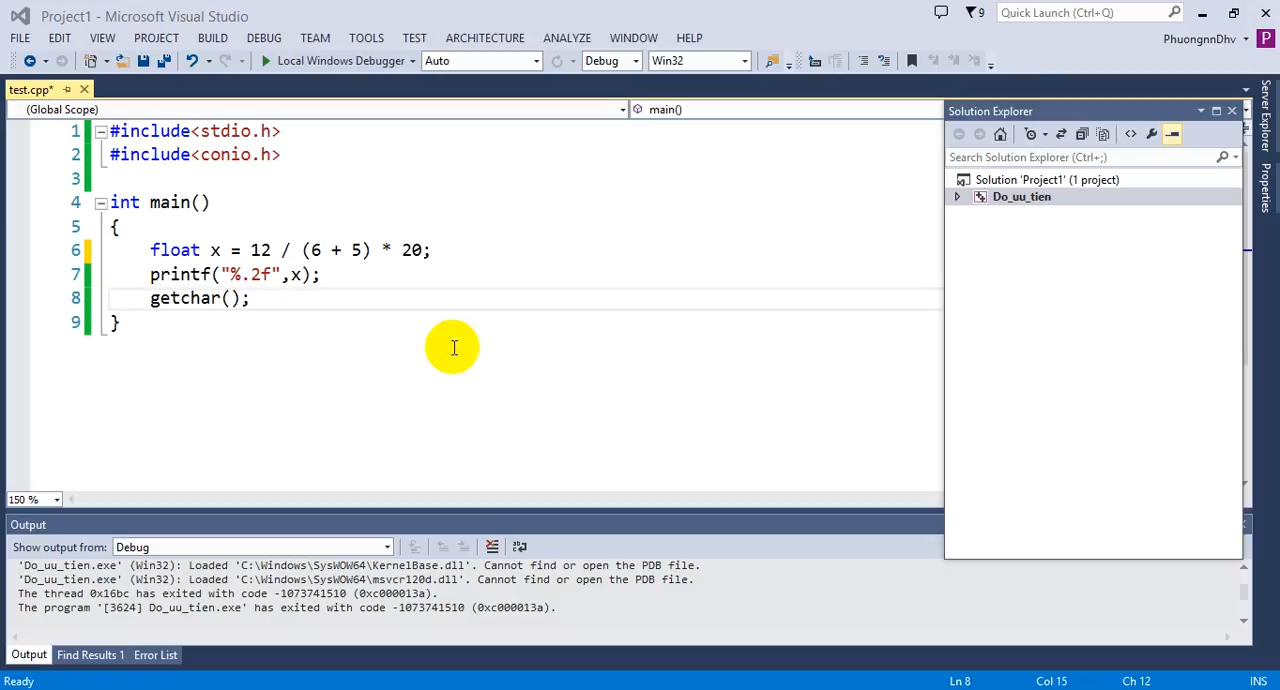 Project1 - Microsoft Visual Studio
9
Quick Launch (Ctrl+Q)
FILE EDIT VIEW PROJECT BUILD DEBUG TEAM TOOLS TEST ARCHITECTURE ANALYZE WINDOW HELP
PhuongnnDhv
P
Local Windows Debugger
Auto
Debug
Win32
test.cpp*
(Global Scope)
main()
1 #include<stdio.h>
2 #include<conio.h>
3
4 int main()
5 {
6 float x = 12 / (6 + 5) * 20;
7 printf("%.2f",x);
8 getchar();
9 }
150 %
Solution Explorer
Search Solution Explorer (Ctrl+;)
Solution 'Project1' (1 project)
Do_uu_tien
Server Explorer
Properties
Output
Show output from: Debug
'Do_uu_tien.exe' (Win32): Loaded 'C:\Windows\SysWOW64\KernelBase.dll'. Cannot find or open the PDB file.
'Do_uu_tien.exe' (Win32): Loaded 'C:\Windows\SysWOW64\msvcr120d.dll'. Cannot find or open the PDB file.
The thread 0x16bc has exited with code -1073741510 (0xc000013a).
The program '[3624] Do_uu_tien.exe' has exited with code -1073741510 (0xc000013a).
Output Find Results 1 Error List
Ready
Ln 8
Col 15
Ch 12
INS